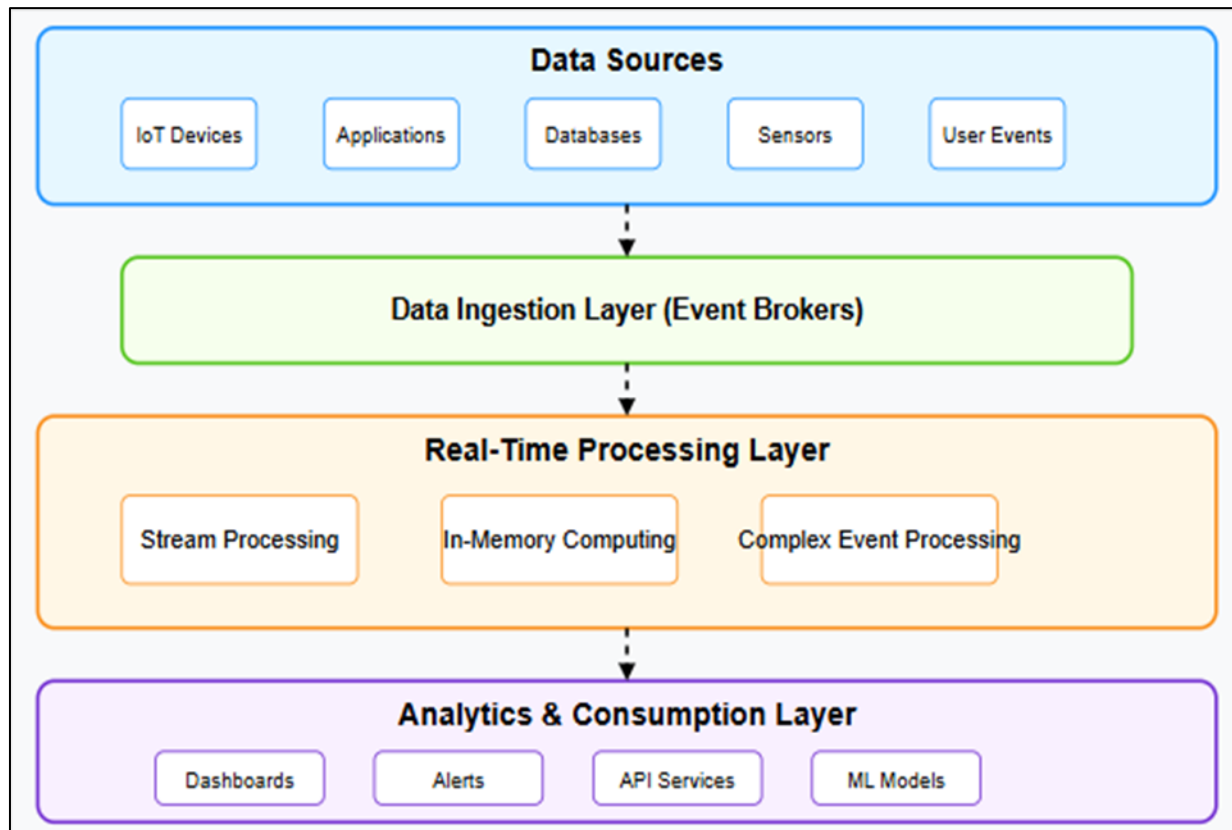 Data Sources
IoT Devices
Applications
Databases
Sensors
User Events
Data Ingestion Layer (Event Brokers)
Real-Time Processing Layer
Stream Processing
In-Memory Computing
Complex Event Processing
Analytics & Consumption Layer
Dashboards
Alerts
API Services
ML Models